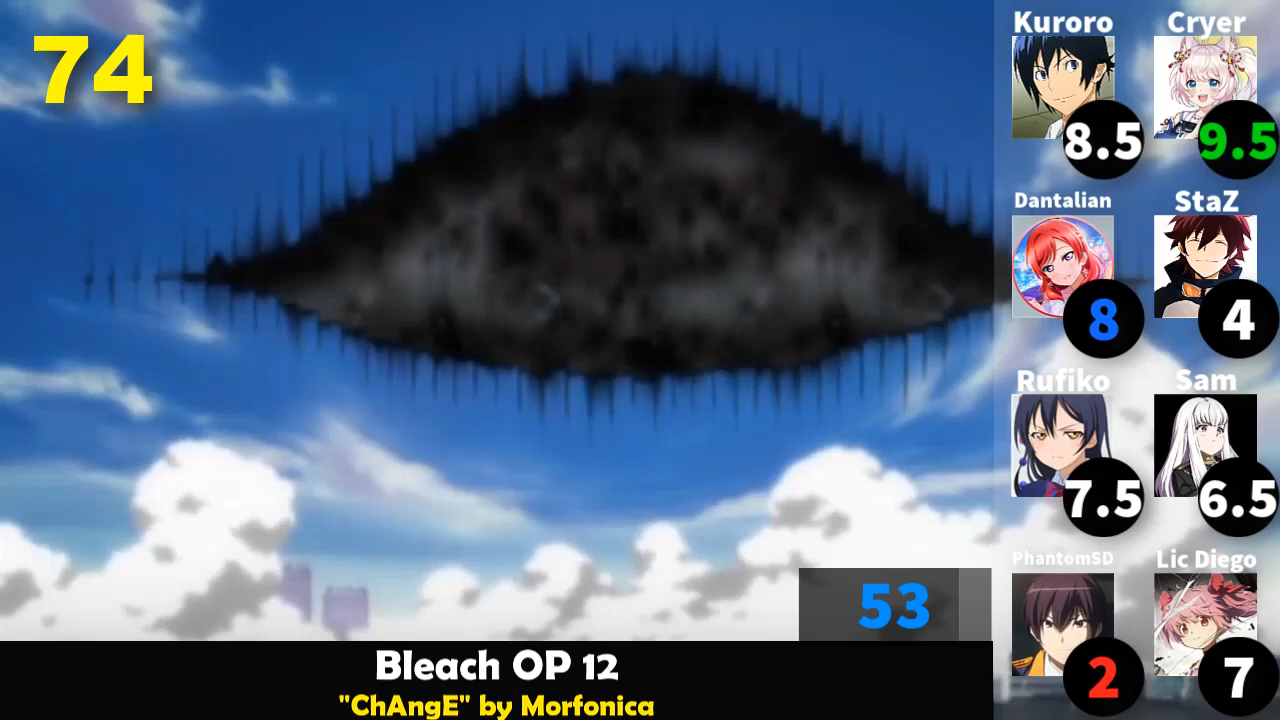 74
Kuroro
Cryer
8.5
9.5
Dantalian
StaZ
8
4
Rufiko
Sam
7.5
6.5
PhantomSD
Lic Diego
2
7
53
Bleach OP 12
"ChAngE" by Morfonica